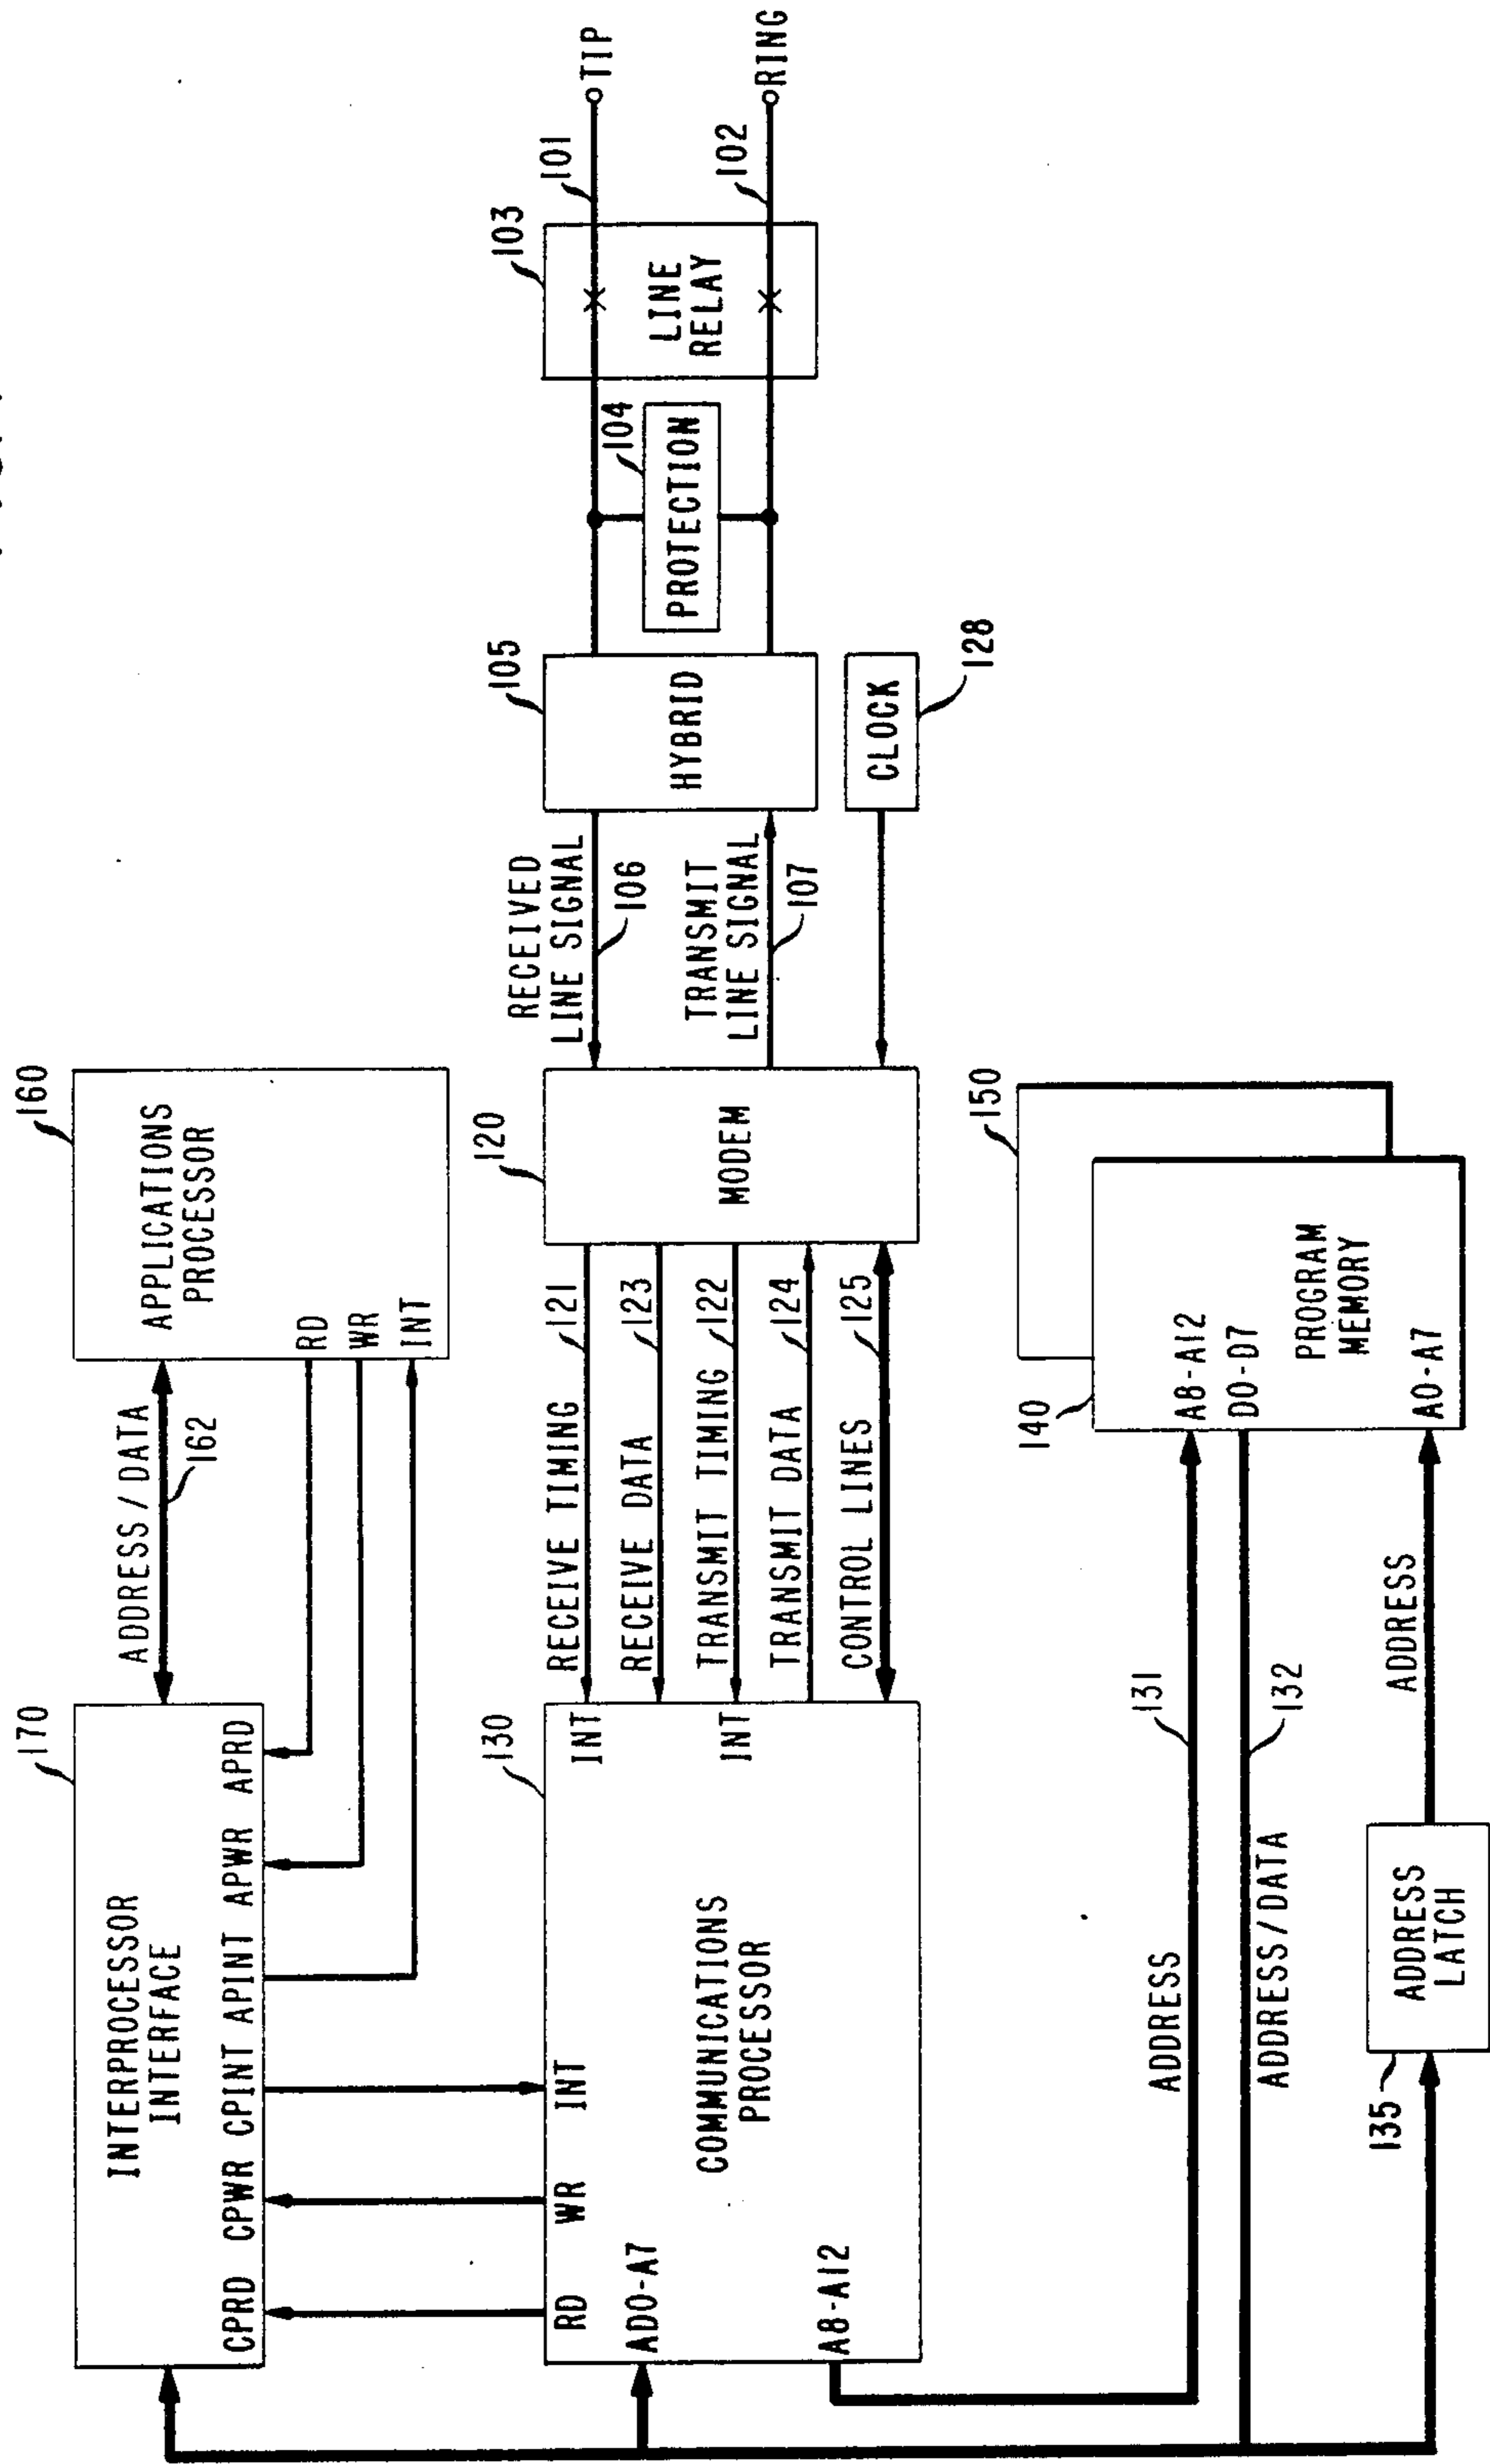 160
170
APPLICATIONS
PROCESSOR
RD
WR
INT
ADDRESS/DATA
162
INTERPROCESSOR
INTERFACE
CPRD CPWR CPINT APINT APWR APRD
101
TIP
102
RING
103
LINE
RELAY
104
PROTECTION
105
HYBRID
RECEIVED
LINE SIGNAL
106
TRANSMIT
LINE SIGNAL
107
CLOCK
128
120
MODEM
RECEIVE TIMING
121
RECEIVE DATA
123
TRANSMIT TIMING
122
TRANSMIT DATA
124
CONTROL LINES
125
130
RD
WR
INT
INT
INT
AD0-A7
COMMUNICATIONS
PROCESSOR
A8-A12
150
140
A8-A12
D0-D7
PROGRAM
MEMORY
A0-A7
ADDRESS
131
132
ADDRESS/DATA
ADDRESS
135
ADDRESS
LATCH